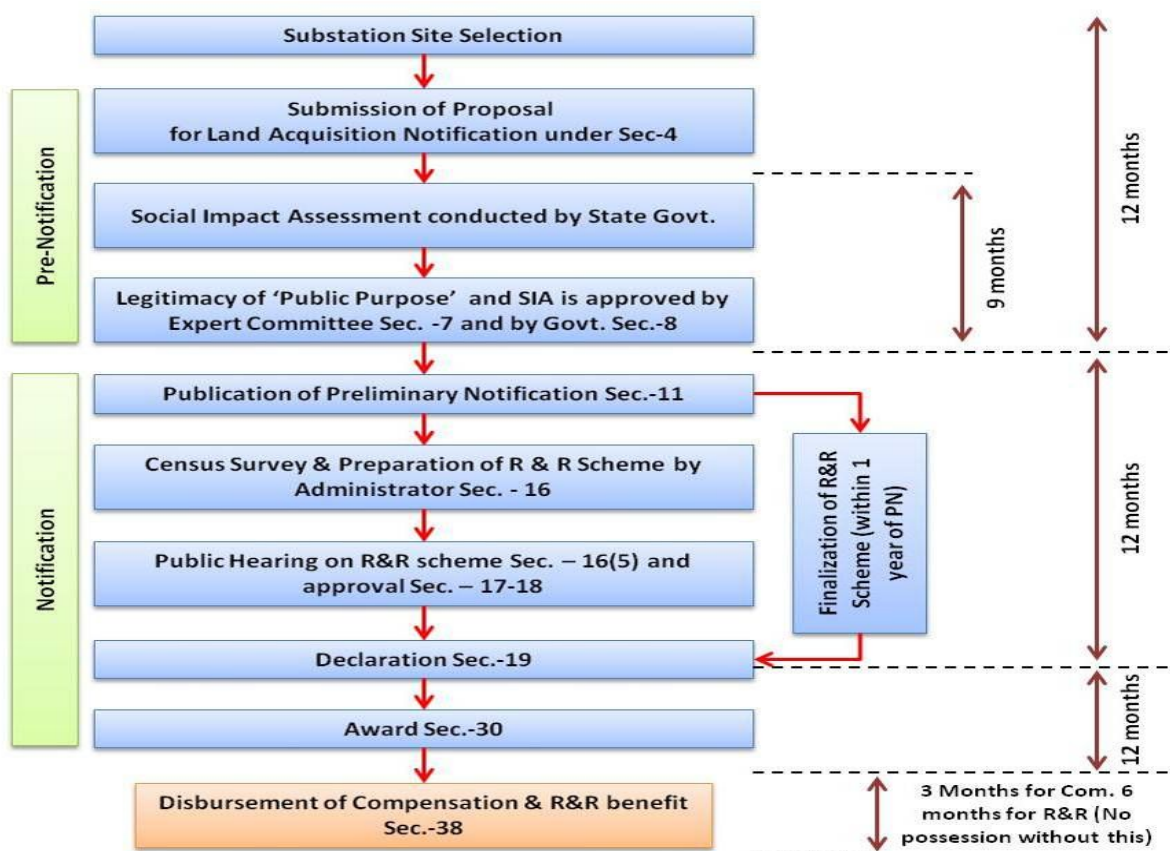 Substation Site Selection
Pre-Notification
Submission of Proposal
for Land Acquisition Notification under Sec-4
Social Impact Assessment conducted by State Govt.
Legitimacy of ‘Public Purpose’ and SIA is approved by
Expert Committee Sec. -7 and by Govt. Sec.-8
9 months
12 months
Notification
Publication of Preliminary Notification Sec.-11
Census Survey & Preparation of R & R Scheme by
Administrator Sec. - 16
Public Hearing on R&R scheme Sec. – 16(5) and
approval Sec. – 17-18
Declaration Sec.-19
Finalization of R&R
Scheme (within 1
year of PN)
12 months
Award Sec.-30
12 months
Disbursement of Compensation & R&R benefit
Sec.-38
3 Months for Com. 6
months for R&R (No
possession without this)